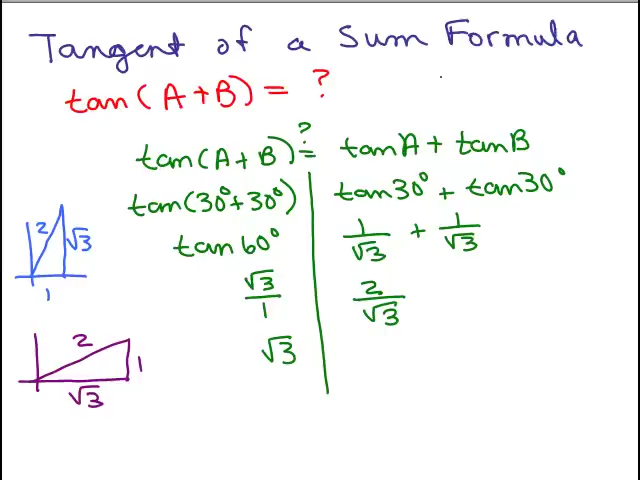 Tangent of a Sum Formula
tan(A+B) = ?
tan(A+B) ?= tanA + tanB
tan(30°+30°) tan30° + tan30°
tan60° 1/√3 + 1/√3
√3/1 2/√3
√3
2 √3
1
2 1
√3